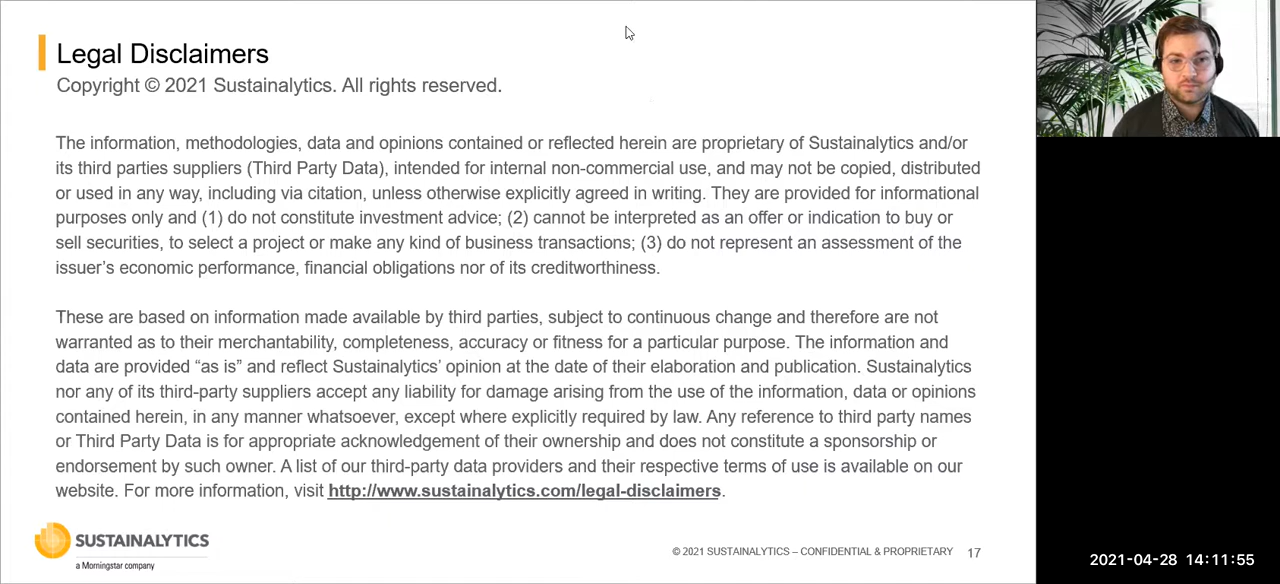 Legal Disclaimers
Copyright © 2021 Sustainalytics. All rights reserved.
The information, methodologies, data and opinions contained or reflected herein are proprietary of Sustainalytics and/or
its third parties suppliers (Third Party Data), intended for internal non-commercial use, and may not be copied, distributed
or used in any way, including via citation, unless otherwise explicitly agreed in writing. They are provided for informational
purposes only and (1) do not constitute investment advice; (2) cannot be interpreted as an offer or indication to buy or
sell securities, to select a project or make any kind of business transactions; (3) do not represent an assessment of the
issuer’s economic performance, financial obligations nor of its creditworthiness.
These are based on information made available by third parties, subject to continuous change and therefore are not
warranted as to their merchantability, completeness, accuracy or fitness for a particular purpose. The information and
data are provided “as is” and reflect Sustainalytics’ opinion at the date of their elaboration and publication. Sustainalytics
nor any of its third-party suppliers accept any liability for damage arising from the use of the information, data or opinions
contained herein, in any manner whatsoever, except where explicitly required by law. Any reference to third party names
or Third Party Data is for appropriate acknowledgement of their ownership and does not constitute a sponsorship or
endorsement by such owner. A list of our third-party data providers and their respective terms of use is available on our
website. For more information, visit http://www.sustainalytics.com/legal-disclaimers.
SUSTAINALYTICS
a Morningstar company
© 2021 SUSTAINALYTICS – CONFIDENTIAL & PROPRIETARY 17
2021-04-28 14:11:55